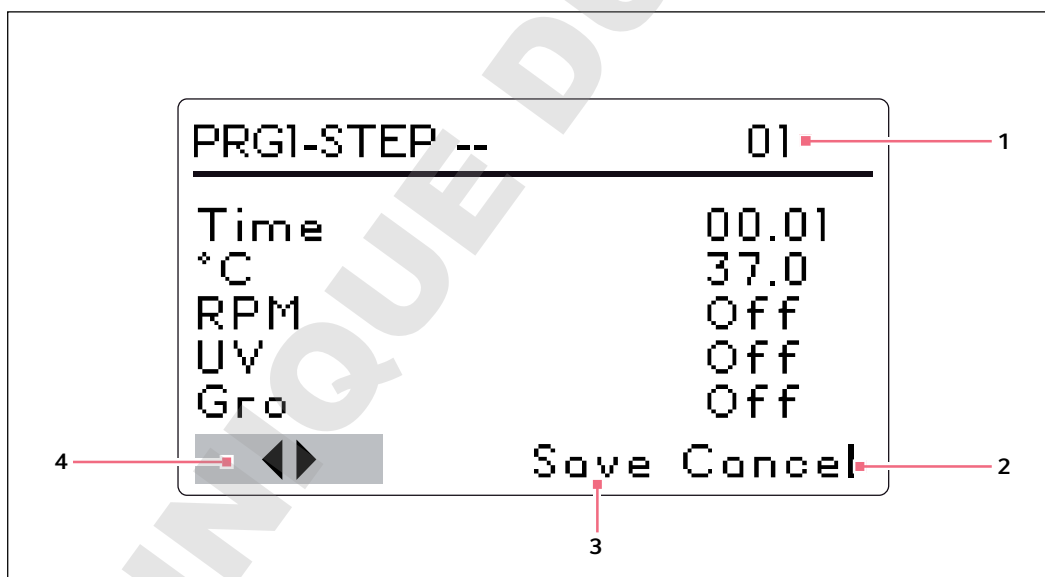 PRG1-STEP -- 01 1
Time 00.01
°C 37.0
RPM Off
UV Off
Gro Off
4 Save Cancel 2
3
UNIQUE